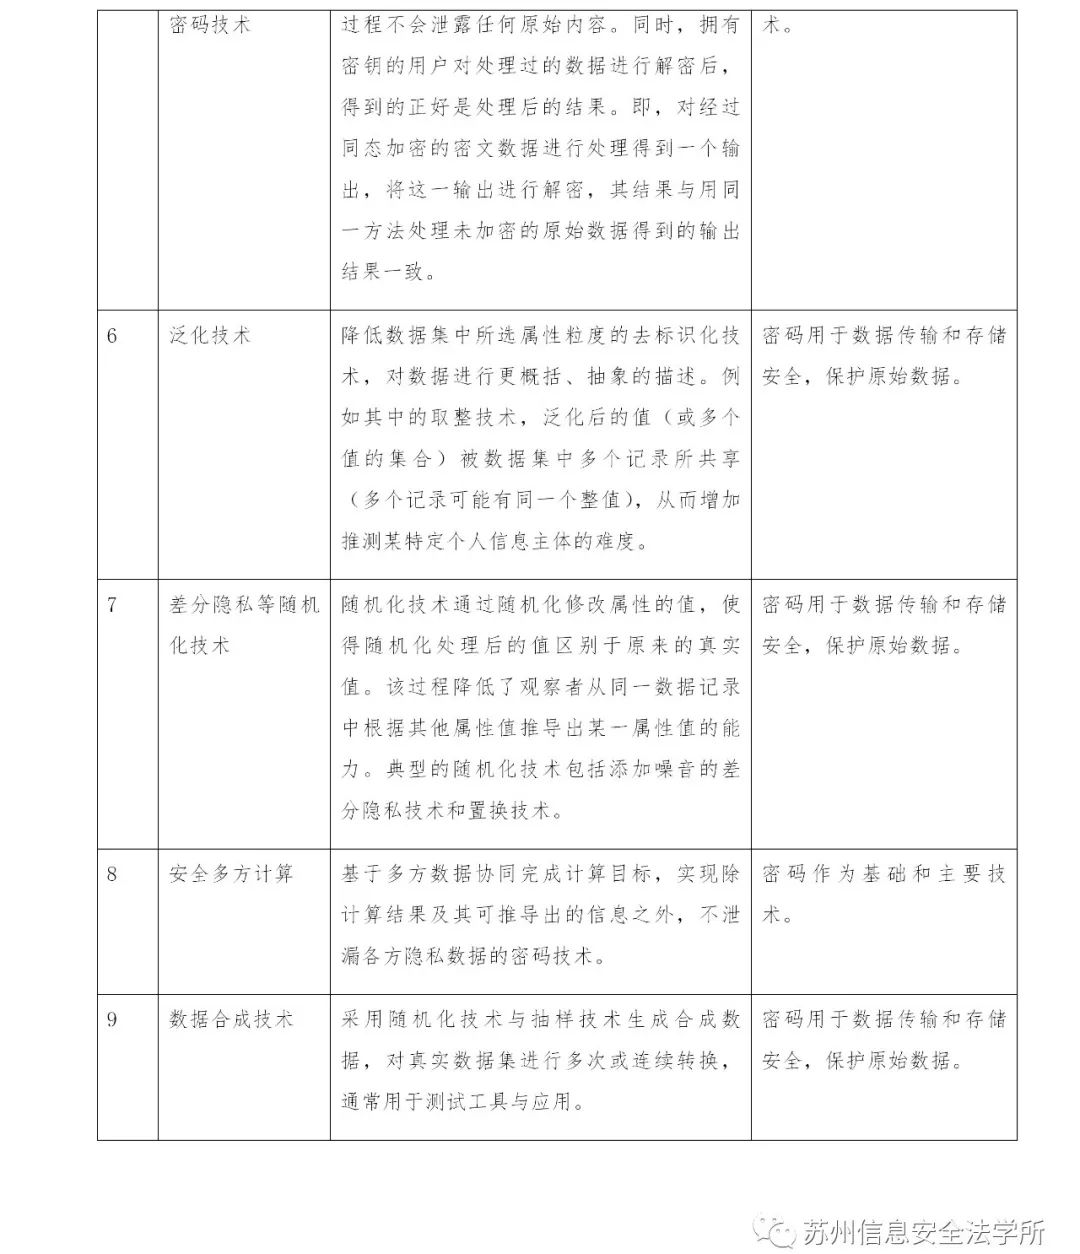 密码技术
过程不会泄露任何原始内容。同时，拥有
密钥的用户对处理过的数据进行解密后，
得到的正好是处理后的结果。即，对经过
同态加密的密文数据进行处理得到一个输
出，将这一输出进行解密，其结果与用同
一方法处理未加密的原始数据得到的输出
结果一致。
术。
6
泛化技术
降低数据集中所选属性粒度的去标识化技
术，对数据进行更概括、抽象的描述。例
如其中的取整技术，泛化后的值（或多个
值的集合）被数据集中多个记录所共享
（多个记录可能有同一个整值），从而增加
推测某特定个人信息主体的难度。
密码用于数据传输和存储
安全，保护原始数据。
7
差分隐私等随机
化技术
随机化技术通过随机化修改属性的值，使
得随机化处理后的值区别于原来的真实
值。该过程降低了观察者从同一数据记录
中根据其他属性值推导出某一属性值的能
力。典型的随机化技术包括添加噪音的差
分隐私技术和置换技术。
密码用于数据传输和存储
安全，保护原始数据。
8
安全多方计算
基于多方数据协同完成计算目标，实现除
计算结果及其可推导出的信息之外，不泄
漏各方隐私数据的密码技术。
密码作为基础和主要技
术。
9
数据合成技术
采用随机化技术与抽样技术生成合成数
据，对真实数据集进行多次或连续转换，
通常用于测试工具与应用。
密码用于数据传输和存储
安全，保护原始数据。
苏州信息安全法学所